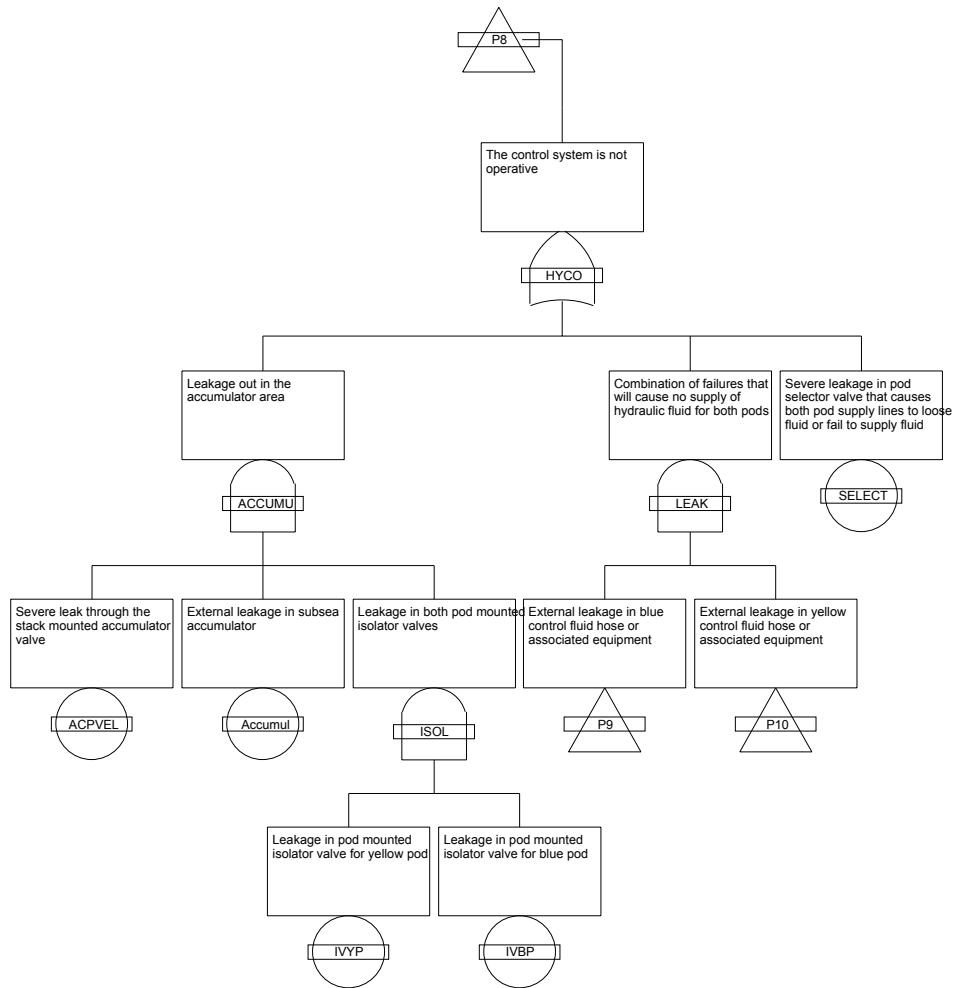 P8
The control system is not
operative
HYCO
Leakage out in the
accumulator area
Combination of failures that
will cause no supply of
hydraulic fluid for both pods
Severe leakage in pod
selector valve that causes
both pod supply lines to loose
fluid or fail to supply fluid
ACCUMU
LEAK
SELECT
Severe leak through the
stack mounted accumulator
valve
External leakage in subsea
accumulator
Leakage in both pod mounted
isolator valves
External leakage in blue
control fluid hose or
associated equipment
External leakage in yellow
control fluid hose or
associated equipment
ACPVEL
Accumul
ISOL
P9
P10
Leakage in pod mounted
isolator valve for yellow pod
Leakage in pod mounted
isolator valve for blue pod
IVYP
IVBP